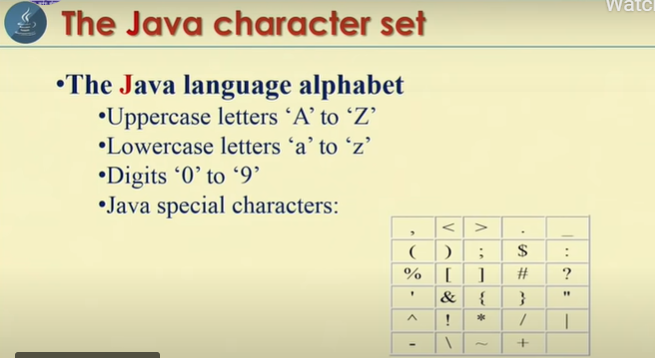 Watc
The Java character set
•The Java language alphabet
•Uppercase letters ‘A’ to ‘Z’
•Lowercase letters ‘a’ to ‘z’
•Digits ‘0’ to ‘9’
•Java special characters:
, < > . _
( ) ; $ :
% [ ] # ?
' & { } "
^ ! * / |
- \ ~ +